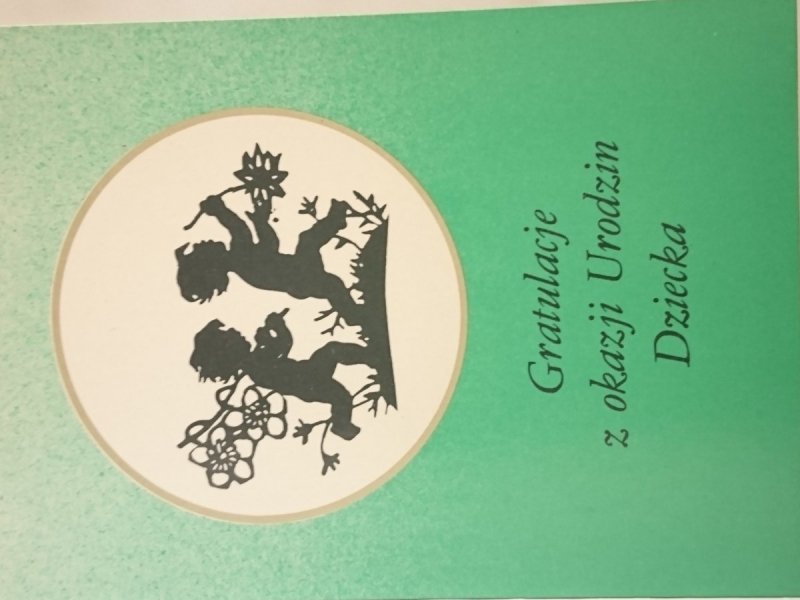 Gratulacje
z okazji Urodzin
Dziecka